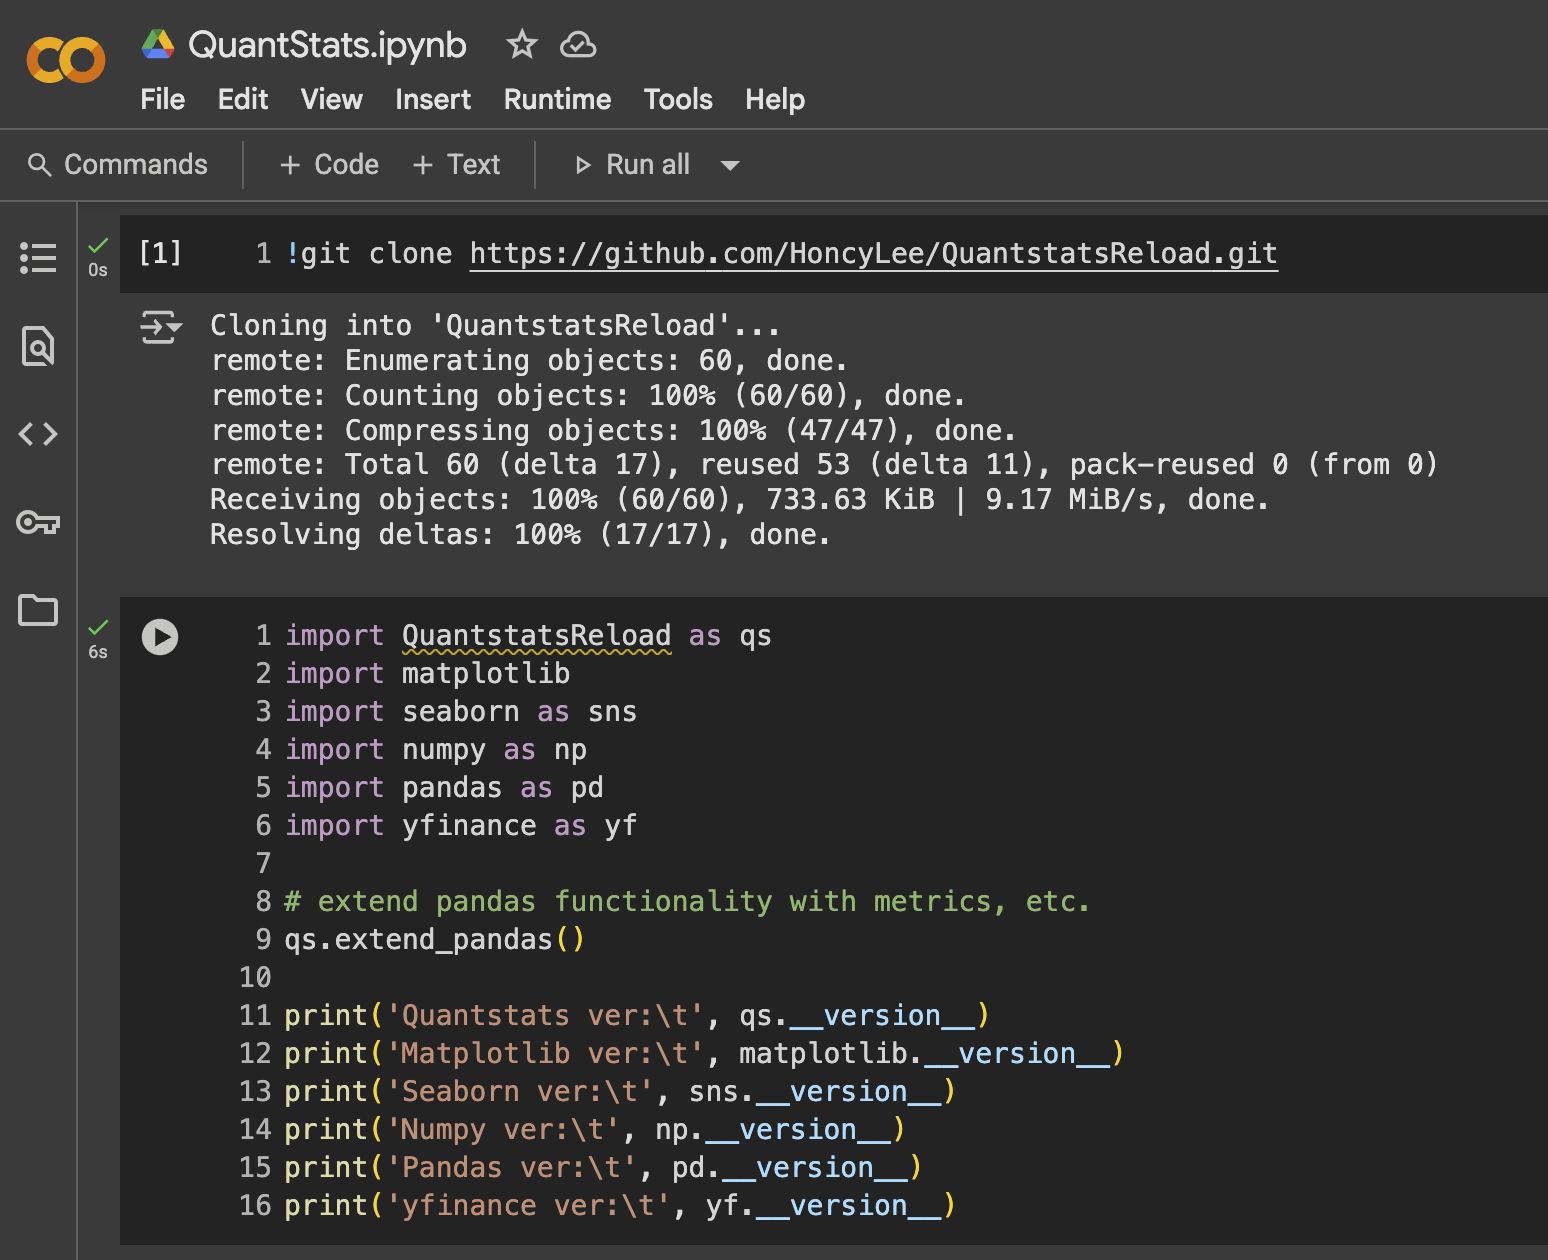 QuantStats.ipynb
File Edit View Insert Runtime Tools Help
Commands + Code + Text Run all
0s
[1] 1 !git clone https://github.com/HoncyLee/QuantstatsReload.git
Cloning into 'QuantstatsReload'...
remote: Enumerating objects: 60, done.
remote: Counting objects: 100% (60/60), done.
remote: Compressing objects: 100% (47/47), done.
remote: Total 60 (delta 17), reused 53 (delta 11), pack-reused 0 (from 0)
Receiving objects: 100% (60/60), 733.63 KiB | 9.17 MiB/s, done.
Resolving deltas: 100% (17/17), done.
6s
1 import QuantstatsReload as qs
2 import matplotlib
3 import seaborn as sns
4 import numpy as np
5 import pandas as pd
6 import yfinance as yf
7
8 # extend pandas functionality with metrics, etc.
9 qs.extend_pandas()
10
11 print('Quantstats ver:\t', qs.__version__)
12 print('Matplotlib ver:\t', matplotlib.__version__)
13 print('Seaborn ver:\t', sns.__version__)
14 print('Numpy ver:\t', np.__version__)
15 print('Pandas ver:\t', pd.__version__)
16 print('yfinance ver:\t', yf.__version__)